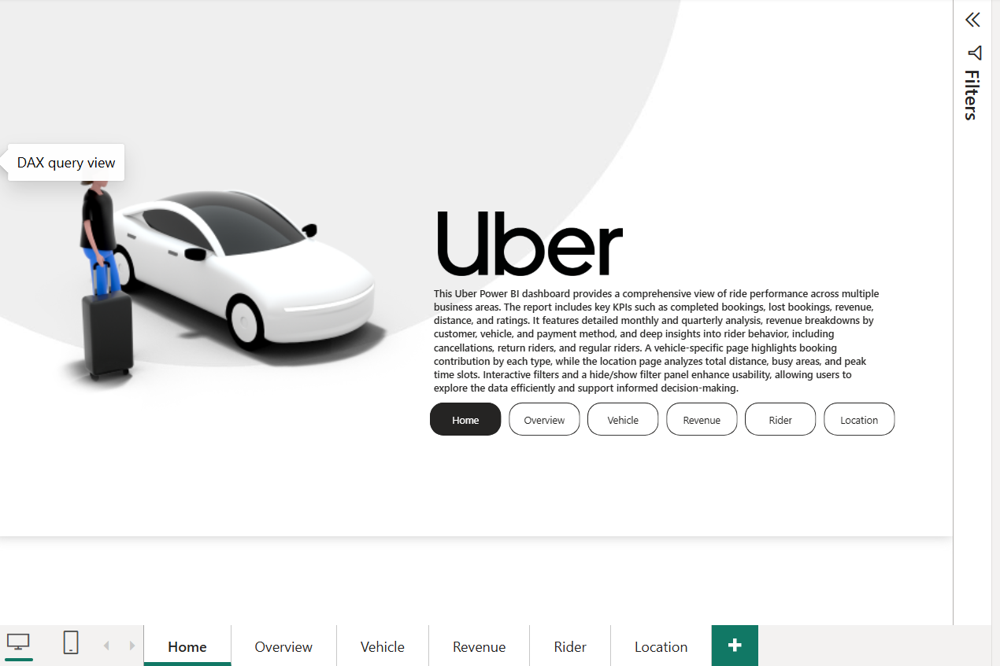 Filters
DAX query view
Uber
This Uber Power BI dashboard provides a comprehensive view of ride performance across multiple
business areas. The report includes key KPIs such as completed bookings, lost bookings, revenue,
distance, and ratings. It features detailed monthly and quarterly analysis, revenue breakdowns by
customer, vehicle, and payment method, and deep insights into rider behavior, including
cancellations, return riders, and regular riders. A vehicle-specific page highlights booking
contribution by each type, while the location page analyzes total distance, busy areas, and peak
time slots. Interactive filters and a hide/show filter panel enhance usability, allowing users to
explore the data efficiently and support informed decision-making.
Home Overview Vehicle Revenue Rider Location
Home Overview Vehicle Revenue Rider Location